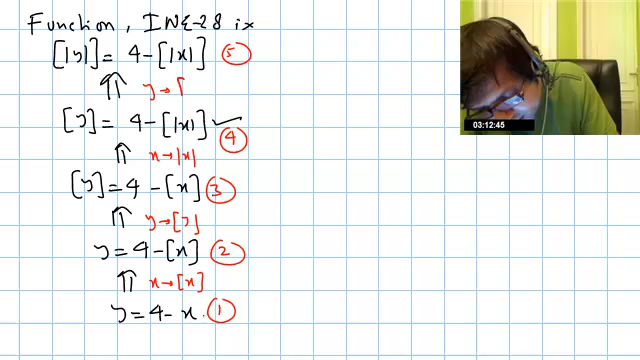 Function, INE-28 ix
[|y|] = 4 - [|x|] ⑤
⇑ y →
[y] = 4 - [|x|] ✓ ④
⇑ x → |x|
[y] = 4 - [x] ③
⇑ y → [y]
y = 4 - [x] ②
⇑ x → [x]
y = 4 - x. ①
03:12:45